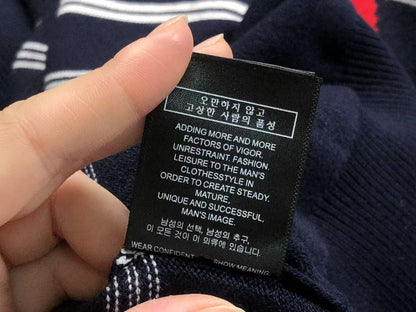 오만하지 않고
고상한 사람의 품성
ADDING MORE AND MORE
FACTORS OF VIGOR.
UNRESTRAINT. FASHION.
LEISURE TO THE MAN'S
CLOTHESSTYLE IN
ORDER TO CREATE STEADY.
MATURE,
UNIQUE AND SUCCESSFUL,
MAN'S IMAGE.
남성의 선택, 남성의 추구,
이 모든 것이 이 의류에 있습니다.
WEAR CONFIDENT SHOW MEANING